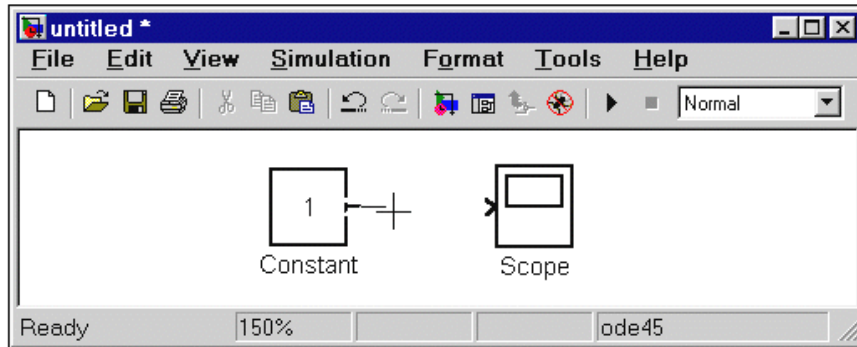 untitled *
File Edit View Simulation Format Tools Help
Normal
1
Constant Scope
Ready 150% ode45